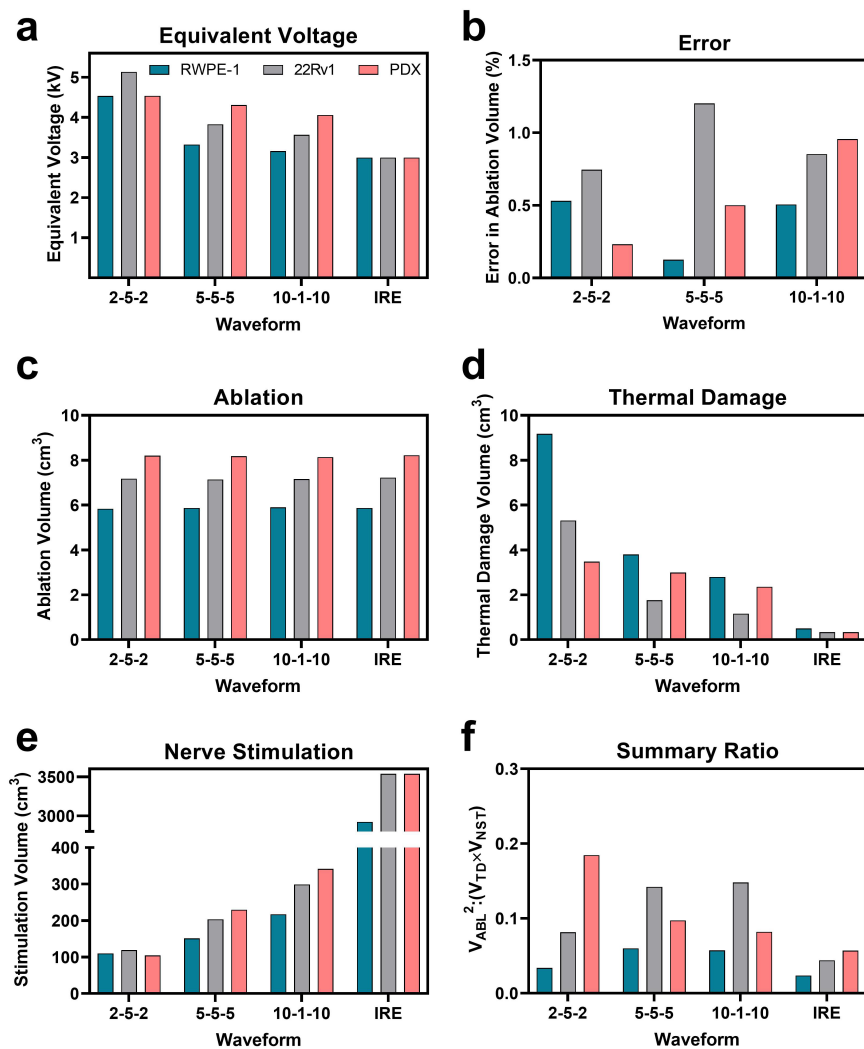 a
Equivalent Voltage
RWPE-1 22Rv1 PDX
Equivalent Voltage (kV)
5
4
3
2
1
2-5-2 5-5-5 10-1-10 IRE
Waveform
b
Error
Error in Ablation Volume (%)
1.5
1.0
0.5
0.0
2-5-2 5-5-5 10-1-10
Waveform
c
Ablation
Ablation Volume (cm³)
10
8
6
4
2
0
2-5-2 5-5-5 10-1-10 IRE
Waveform
d
Thermal Damage
Thermal Damage Volume (cm³)
10
8
6
4
2
0
2-5-2 5-5-5 10-1-10 IRE
Waveform
e
Nerve Stimulation
Stimulation Volume (cm³)
3500
3000
400
300
200
100
0
2-5-2 5-5-5 10-1-10 IRE
Waveform
f
Summary Ratio
V_ABL²:(V_TD×V_NST)
0.3
0.2
0.1
0.0
2-5-2 5-5-5 10-1-10 IRE
Waveform